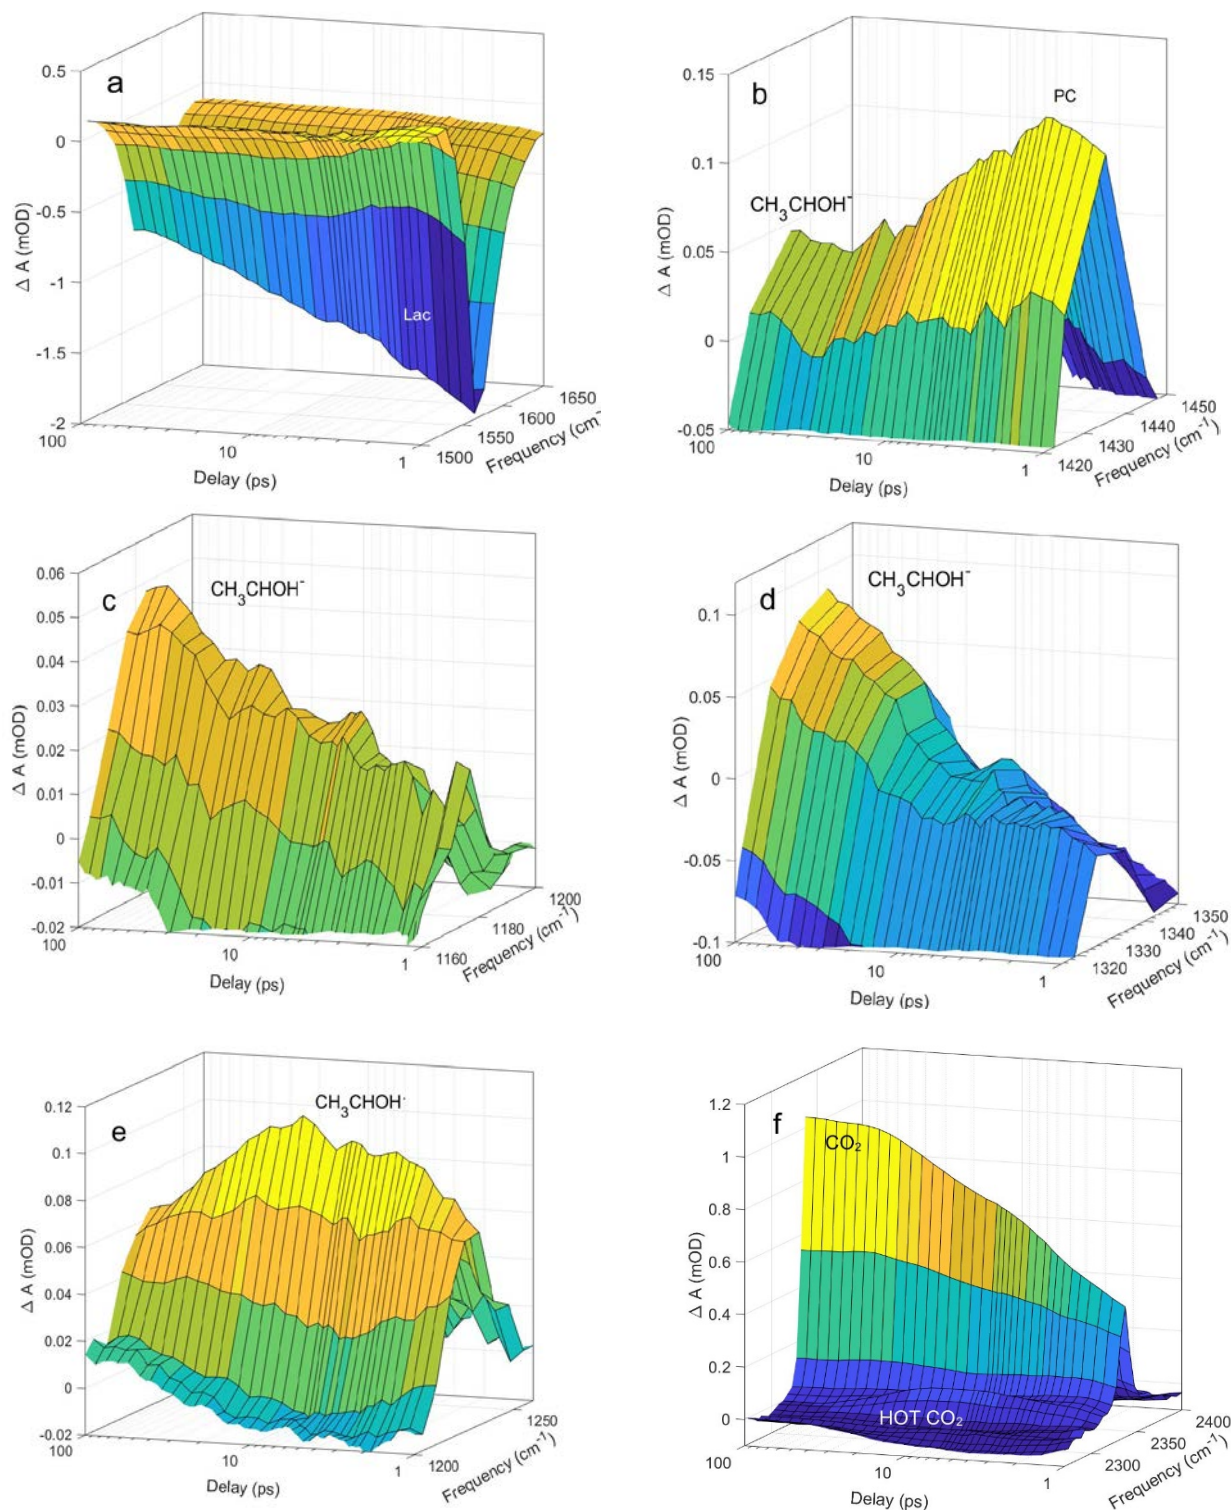 a
0.5
0
-0.5
-1
-1.5
-2
Δ A (mOD)
Lac
100
10
1
Delay (ps)
1500
1550
1600
1650
Frequency (cm⁻
b
PC
CH₃CHOH⁻
0.15
0.1
0.05
0
-0.05
Δ A (mOD)
100
10
1
Delay (ps)
1420
1430
1440
1450
Frequency (cm⁻¹)
c
CH₃CHOH⁻
0.06
0.05
0.04
0.03
0.02
0.01
0
-0.01
-0.02
Δ A (mOD)
100
10
1
Delay (ps)
1160
1180
1200
Frequency (cm⁻¹)
d
CH₃CHOH⁻
0.1
0.05
0
-0.05
-0.1
Δ A (mOD)
100
10
1
Delay (ps)
1320
1330
1340
1350
Frequency (cm⁻¹)
e
CH₃CHOH·
0.12
0.1
0.08
0.06
0.04
0.02
0
-0.02
Δ A (mOD)
100
10
1
Delay (ps)
1200
1250
Frequency (cm⁻¹)
f
CO₂
HOT CO₂
1.2
1
0.8
0.6
0.4
0.2
0
Δ A (mOD)
100
10
1
Delay (ps)
2300
2350
2400
Frequency (cm⁻¹)